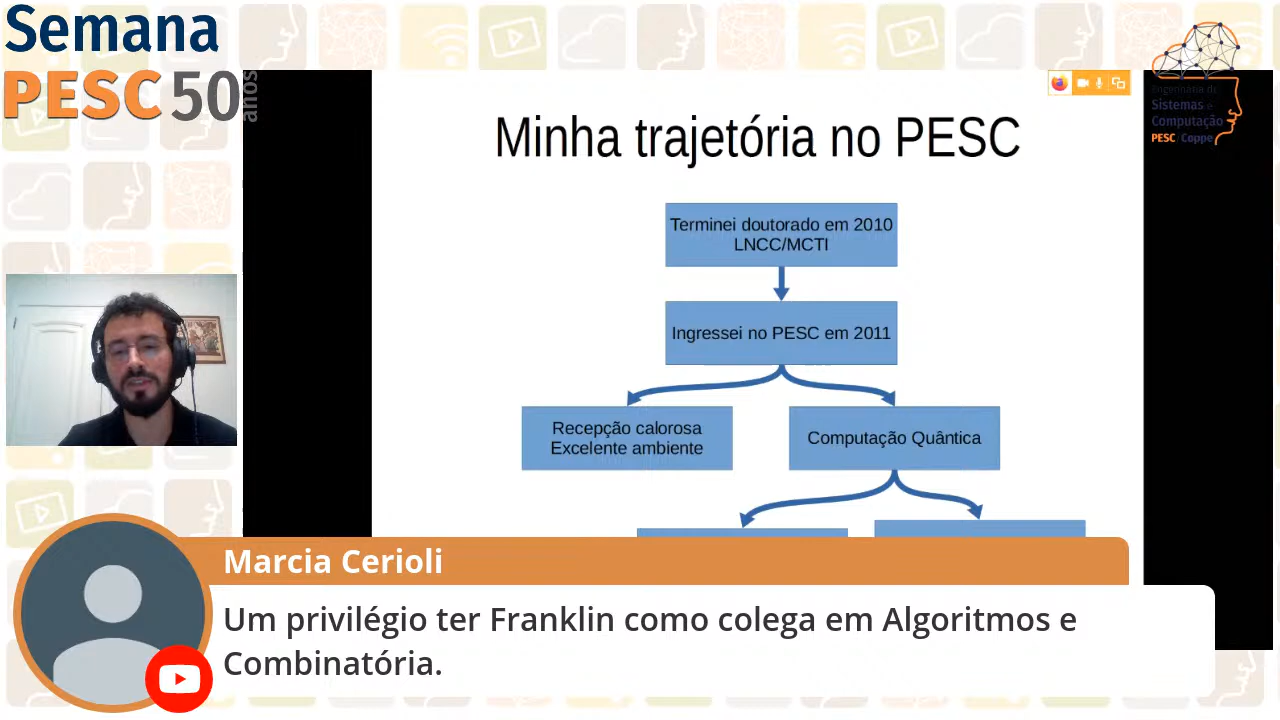 Semana
PESC 50
anos
Engenharia de
Sistemas e
Computação
PESC/Coppe
Minha trajetória no PESC
Terminei doutorado em 2010
LNCC/MCTI
Ingressei no PESC em 2011
Recepção calorosa
Excelente ambiente
Computação Quântica
Marcia Cerioli
Um privilégio ter Franklin como colega em Algoritmos e
Combinatória.